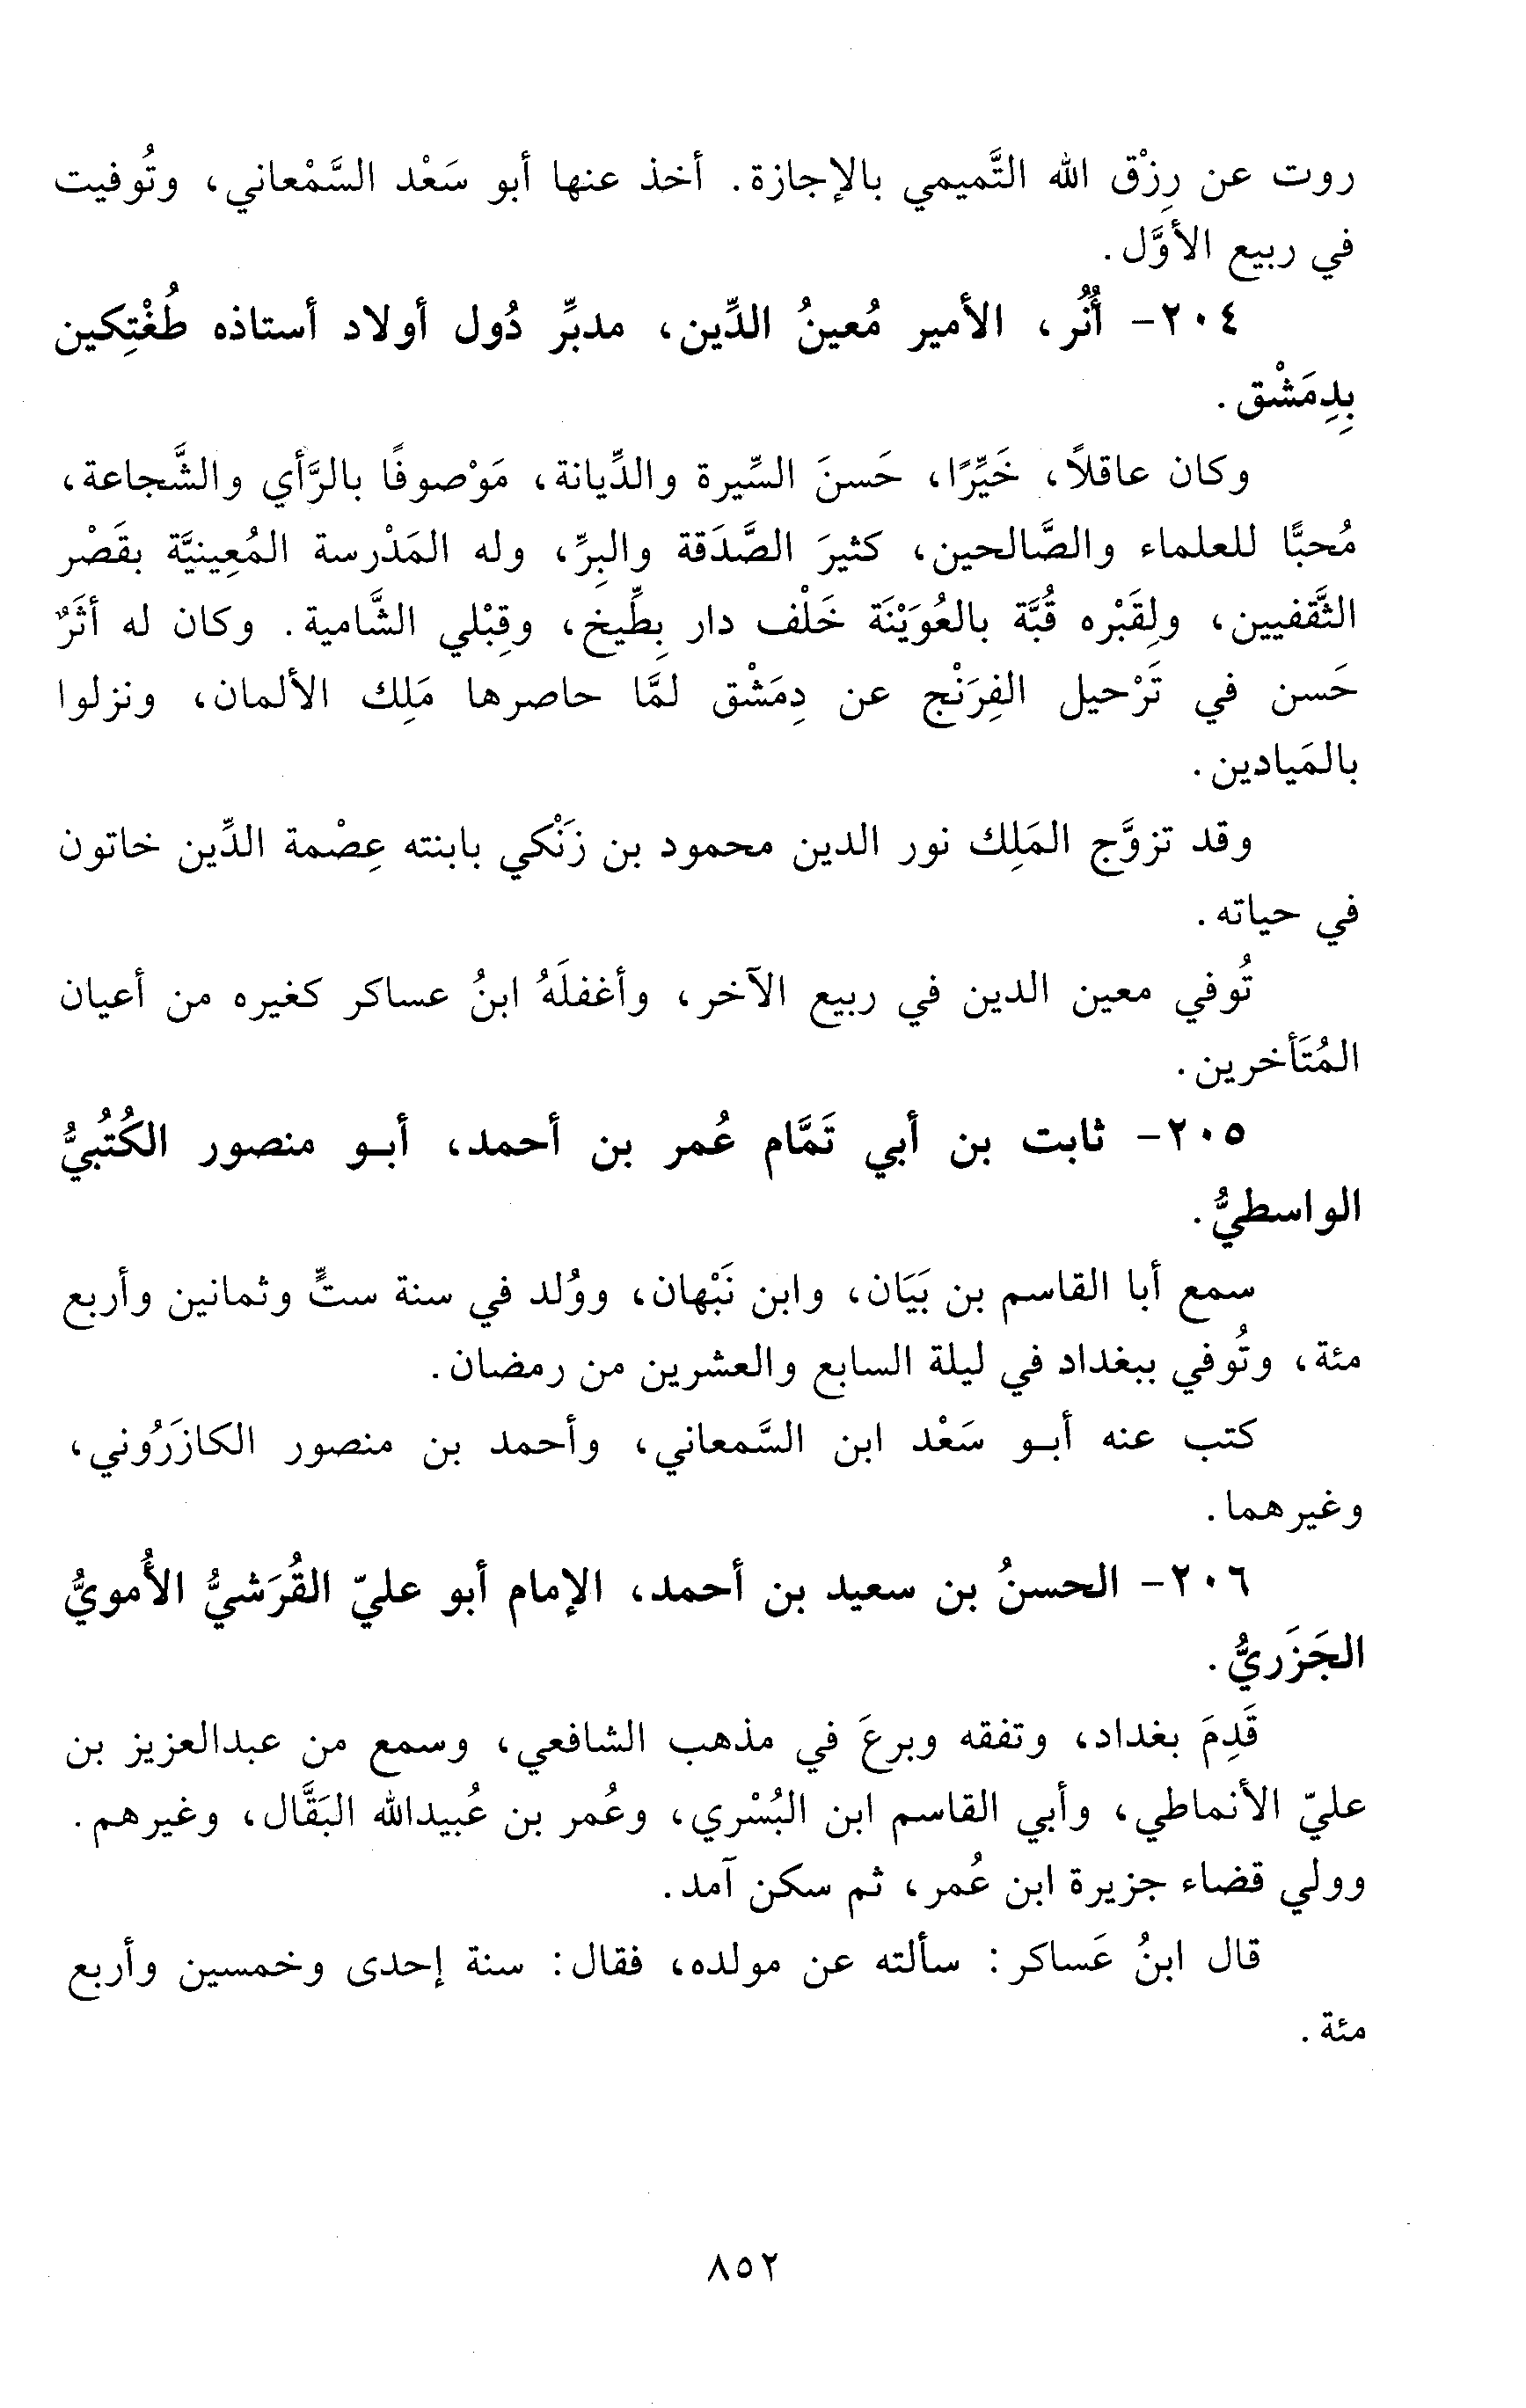 روت عن رِزْق الله التَّميمي بالإجازة. أخذ عنها أبو سَعْد السَّمْعاني، وتُوفيت
في ربيع الأوَّل.
٢٠٤- أُنُر، الأمير مُعينُ الدِّين، مدبِّر دُول أولاد أستاذه طُغْتِكين
بِدِمَشْق.
وكان عاقلاً، خَيِّرًا، حَسنَ السِّيرة والدِّيانة، مَوْصوفًا بالرَّأي والشَّجاعة،
مُحبًّا للعلماء والصَّالحين، كثيرَ الصَّدَقة والبِرِّ، وله المَدْرسة المُعِينيَّة بقَصْر
الثَّقفيين، ولِقَبْره قُبَّة بالعُوَيْنَة خَلْف دار بِطِّيخ، وقِبْلي الشَّامية. وكان له أثَرٌ
حَسن في تَرْحيل الفِرَنْج عن دِمَشْق لمَّا حاصرها مَلِك الألمان، ونزلوا
بالمَيادين.
وقد تزوَّج المَلِك نور الدين محمود بن زَنْكي بابنته عِصْمة الدِّين خاتون
في حياته.
تُوفي معين الدين في ربيع الآخر، وأغفلَهُ ابنُ عساكر كغيره من أعيان
المُتَأخرين.
٢٠٥- ثابت بن أبي تَمَّام عُمر بن أحمد، أبو منصور الكُتُبيُّ
الواسطيُّ.
سمع أبا القاسم بن بَيَان، وابن نَبْهان، ووُلد في سنة ستٍّ وثمانين وأربع
مئة، وتُوفي ببغداد في ليلة السابع والعشرين من رمضان.
كتب عنه أبو سَعْد ابن السَّمعاني، وأحمد بن منصور الكازَرُوني،
وغيرهما.
٢٠٦- الحسنُ بن سعيد بن أحمد، الإمام أبو عليّ القُرَشيُّ الأُمويُّ
الجَزَريُّ.
قَدِمَ بغداد، وتفقه وبرعَ في مذهب الشافعي، وسمع من عبدالعزيز بن
عليّ الأنماطي، وأبي القاسم ابن البُسْري، وعُمر بن عُبيدالله البَقَّال، وغيرهم.
وولي قضاء جزيرة ابن عُمر، ثم سكن آمد.
قال ابنُ عَساكر: سألته عن مولده، فقال: سنة إحدى وخمسين وأربع
مئة.
٨٥٢